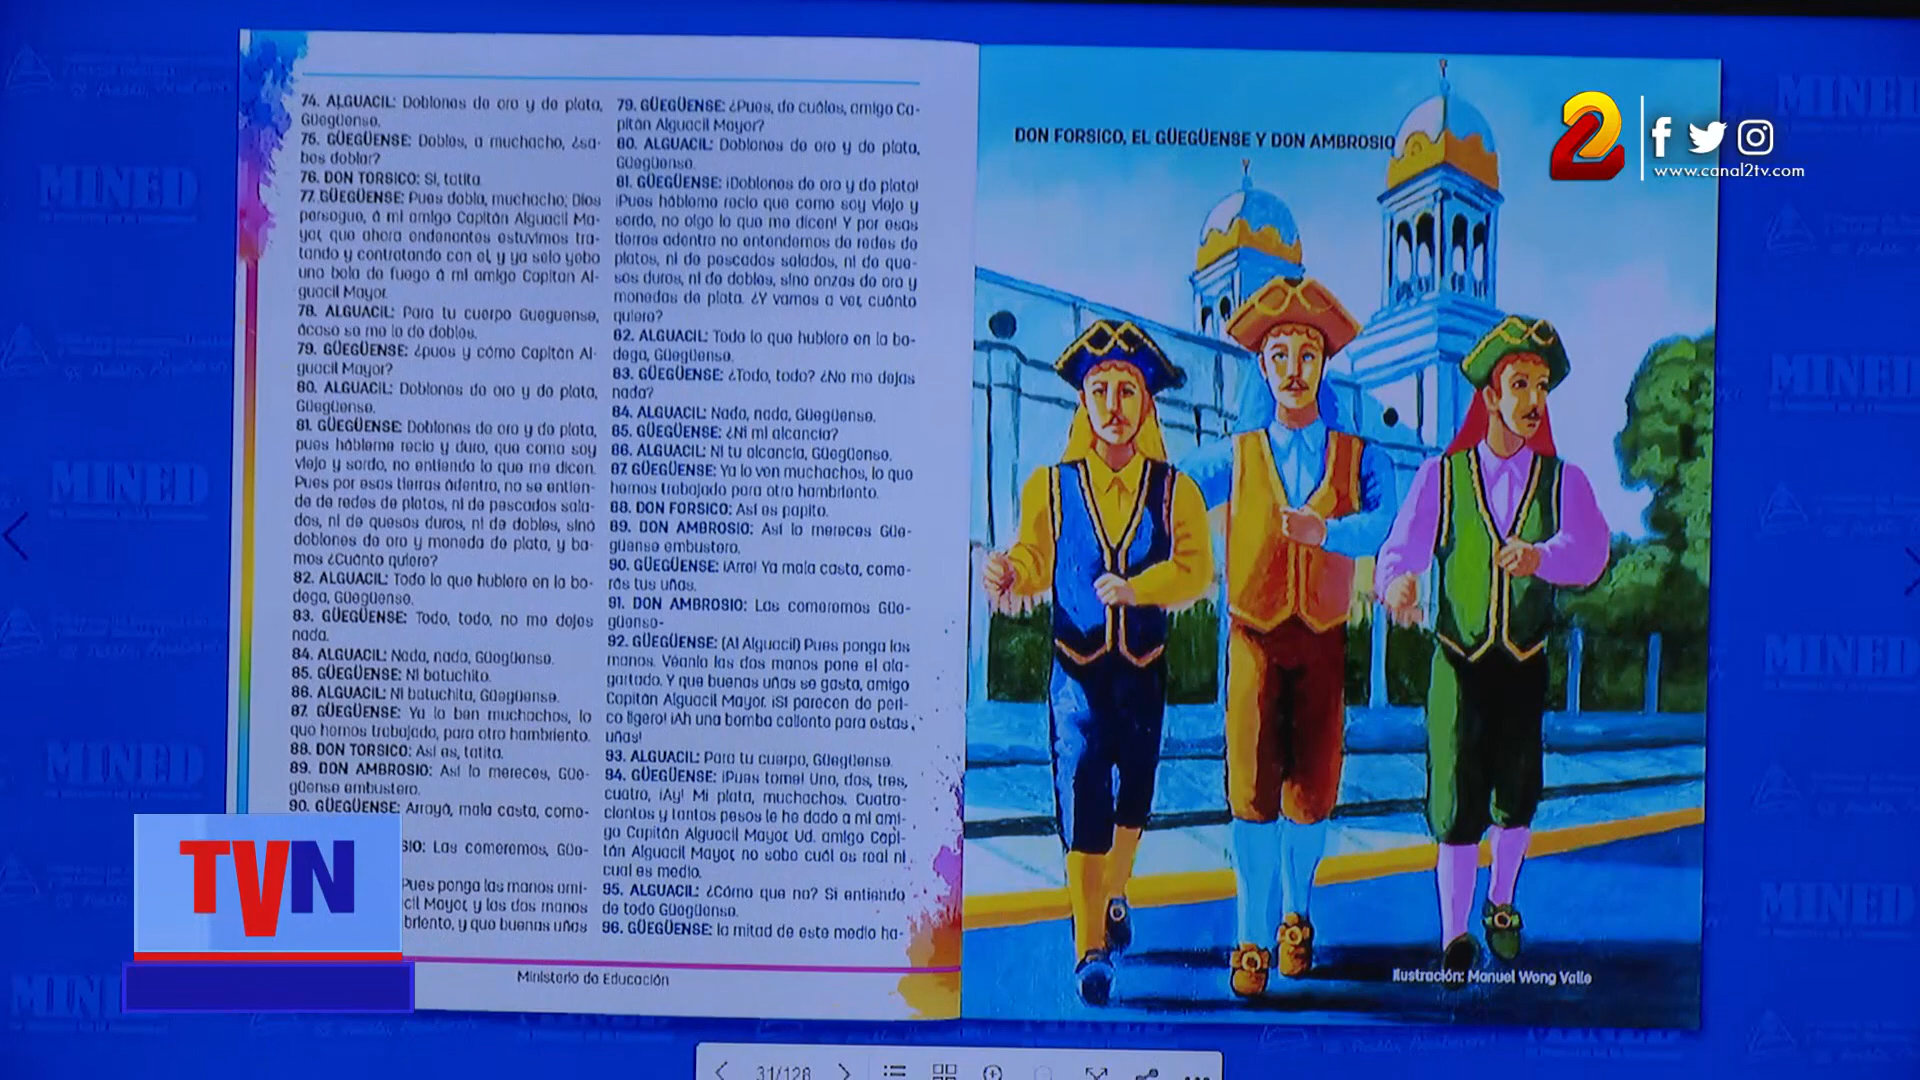 74. ALGUACIL: Doblones de oro y de plata,
Güegüense.
75. GÜEGÜENSE: Dobles, a muchacho, ¿sa-
bes doblar?
76. DON TORSICO: Si, tatita.
77. GÜEGÜENSE: Pues dobla, muchacho; Dios
persogue, á mi amigo Capitán Alguacil Ma-
yor, que ahora endenantes estuvimos tra-
tando y contratando con el, y ya solo yebo
una bola de fuego á mi amigo Capitan Al-
guacil Mayor.
78. ALGUACIL: Para tu cuerpo Gueguense,
ácaso se me lo de dobles.
79. GÜEGÜENSE: ¿pues y cómo Capitán Al-
guacil Mayor?
80. ALGUACIL: Doblones de oro y de plata,
Güegüense.
81. GÜEGÜENSE: Doblones de oro y de plata,
pues hábleme recio y duro, que como soy
viejo y sordo, no entiendo lo que me dicen.
Pues por esas tierras ádentra, no se entien-
de de redes de platos, ni de pescados sala-
dos, ni de quesos duros, ni de dobles, sinó
doblones de oro y moneda de plata, y ba-
mos ¿Cuánto quiere?
82. ALGUACIL: Todo lo que hubiere en la bo-
dega, Güegüense.
83. GÜEGÜENSE: Todo, todo, no me dejes
nada.
84. ALGUACIL: Nada, nada, Güegüense.
85. GÜEGÜENSE: Ni batuchito.
86. ALGUACIL: Ni batuchita, Güegüense.
87. GÜEGÜENSE: Ya lo ben muchachos, lo
que hemos trabajado, para otro hambriento.
88. DON TORSICO: Asi es, tatita.
89. DON AMBROSIO: Así lo mereces, Güe-
güense embustero.
90. GÜEGÜENSE: Arrayá, mala casta, come-
SIO: Las comeremos, Güe-
Pues ponga las manos ami-
cil Mayor, y las dos manos
briento, y que buenas uñas
79. GÜEGÜENSE: ¿Pues, de cuáles, amigo Ca-
pitán Alguacil Mayor?
80. ALGUACIL: Doblones de oro y de plata,
Güegüense.
81. GÜEGÜENSE: ¡Doblones de oro y de plata!
¡Pues hábleme recio que como soy viejo y
sordo, no oigo lo que me dicen! Y por esas
tierras adentro no entendemos de redes de
platos, ni de pescados salados, ni de que-
sos duros, ni de dobles, sino onzas de oro y
monedas de plata. ¿Y vamos a ver, cuánto
quiere?
82. ALGUACIL: Todo lo que hubiere en la bo-
dega, Güegüense.
83. GÜEGÜENSE: ¿Todo, todo? ¿No me dejas
nada?
84. ALGUACIL: Nada, nada, Güegüense.
85. GÜEGÜENSE: ¿Ni mi alcancía?
86. ALGUACIL: Ni tu alcancía, Güegüense.
87. GÜEGÜENSE: Ya lo ven muchachos, lo que
hemos trabajado para otro hambriento.
88. DON FORSICO: Así es papito.
89. DON AMBROSIO: Así lo mereces Güe-
güense embustero.
90. GÜEGÜENSE: ¡Arre! Ya mala casta, come-
rás tus uñas.
91. DON AMBROSIO: Las comeremos Güe-
güense-
92. GÜEGÜENSE: (Al Alguacil) Pues ponga las
manos. Véanla las dos manos pone el ala-
gartado. Y que buenas uñas se gasta, amigo
Capitán Alguacil Mayor. ¡Si parecen de peri-
co ligero! ¡Ah una bomba caliente para estas
uñas!
93. ALGUACIL: Para tu cuerpo, Güegüense.
94. GÜEGÜENSE: ¡Pues tome! Uno, dos, tres,
cuatro, ¡Ay! Mi plata, muchachos. Cuatro-
cientos y tantos pesos le he dado a mi ami-
go Capitán Alguacil Mayor. Ud. amigo Capi-
tán Alguacil Mayor, no sabe cuál es real ni
cual es medio.
95. ALGUACIL: ¿Cómo que no? Si entiendo
de todo Güegüense.
96. GÜEGÜENSE: la mitad de este medio ha-
Ministerio de Educación
DON FORSICO, EL GÜEGÜENSE Y DON AMBROSIO
Ilustración: Manuel Wong Valle
2
www.canal2tv.com
TVN
MINED
MINED
MINED
MINED
MINED
MINED
MINED
31/128